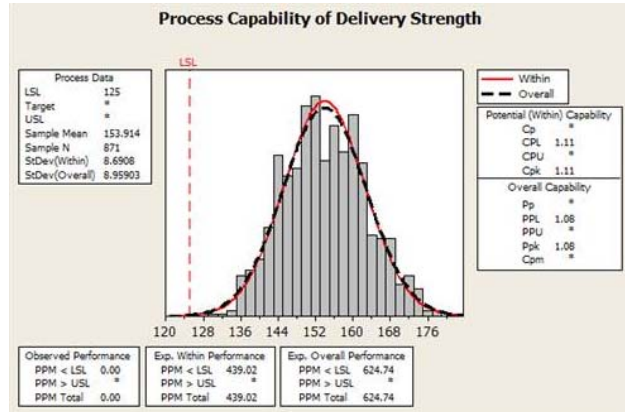 Process Capability of Delivery Strength
LSL
Process Data
LSL 125
Target *
USL *
Sample Mean 153.914
Sample N 871
StDev(Within) 8.6908
StDev(Overall) 8.95903
Within
Overall
Potential (Within) Capability
Cp *
CPL 1.11
CPU *
Cpk 1.11
Overall Capability
Pp *
PPL 1.08
PPU *
Ppk 1.08
Cpm *
120 128 136 144 152 160 168 176
Observed Performance
PPM < LSL 0.00
PPM > USL *
PPM Total 0.00
Exp. Within Performance
PPM < LSL 439.02
PPM > USL *
PPM Total 439.02
Exp. Overall Performance
PPM < LSL 624.74
PPM > USL *
PPM Total 624.74